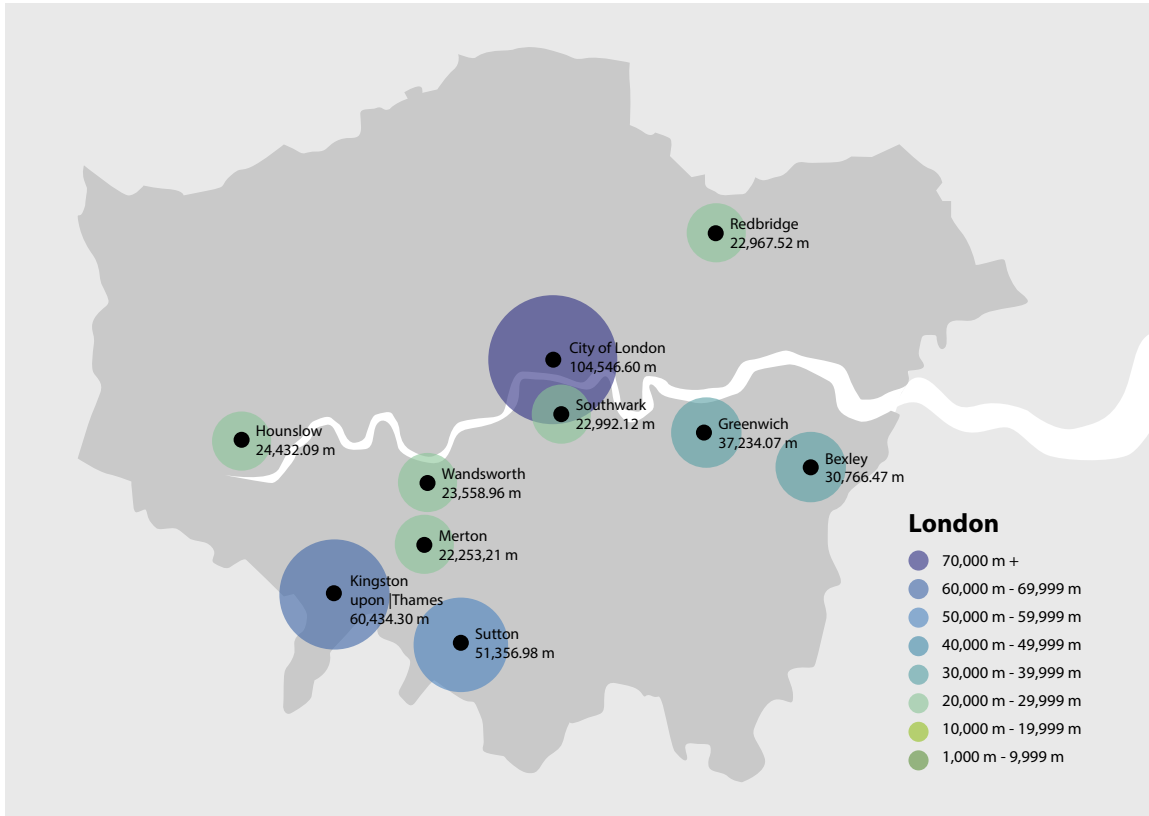 Redbridge
22,967.52 m
City of London
104,546.60 m
Southwark
22,992.12 m
Greenwich
37,234.07 m
Hounslow
24,432.09 m
Bexley
30,766.47 m
Wandsworth
23,558.96 m
Merton
22,253,21 m
Kingston
upon |Thames
60,434.30 m
Sutton
51,356.98 m
London
70,000 m +
60,000 m - 69,999 m
50,000 m - 59,999 m
40,000 m - 49,999 m
30,000 m - 39,999 m
20,000 m - 29,999 m
10,000 m - 19,999 m
1,000 m - 9,999 m